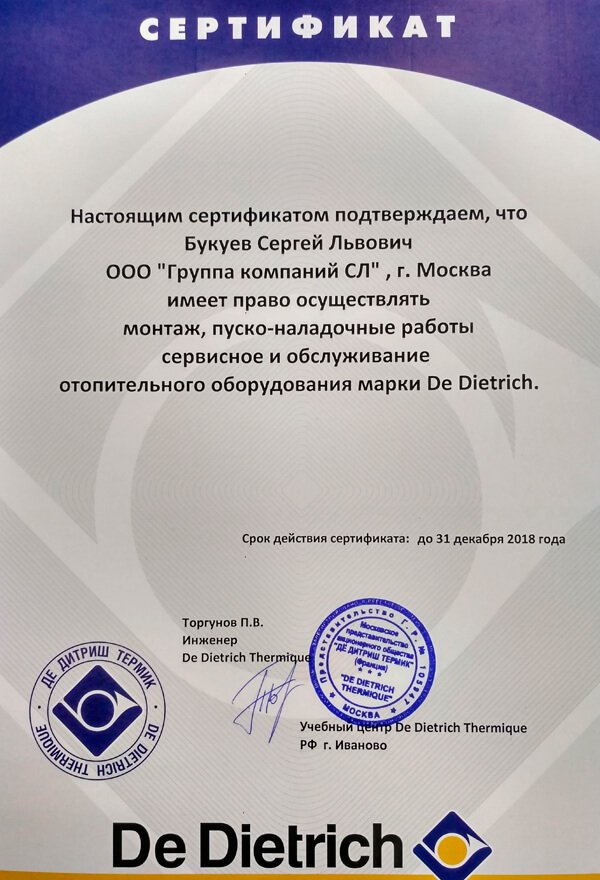 СЕРТИФИКАТ
Настоящим сертификатом подтверждаем, что
Букуев Сергей Львович
ООО "Группа компаний СЛ" , г. Москва
имеет право осуществлять
монтаж, пуско-наладочные работы
сервисное и обслуживание
отопительного оборудования марки De Dietrich.
Срок действия сертификата: до 31 декабря 2018 года
Торгунов П.В.
Инженер
De Dietrich Thermique
ДЕ ДИТРИШ ТЕРМИК
DE DIETRICH THERMIQUE
Представительство Г.Р. № 103947
Московское
представительство
акционерного общества
"ДЕ ДИТРИШ ТЕРМИК"
(Франция)
"DE DIETRICH
THERMIQUE"
МОСКВА
Учебный центр De Dietrich Thermique
РФ г. Иваново
De Dietrich